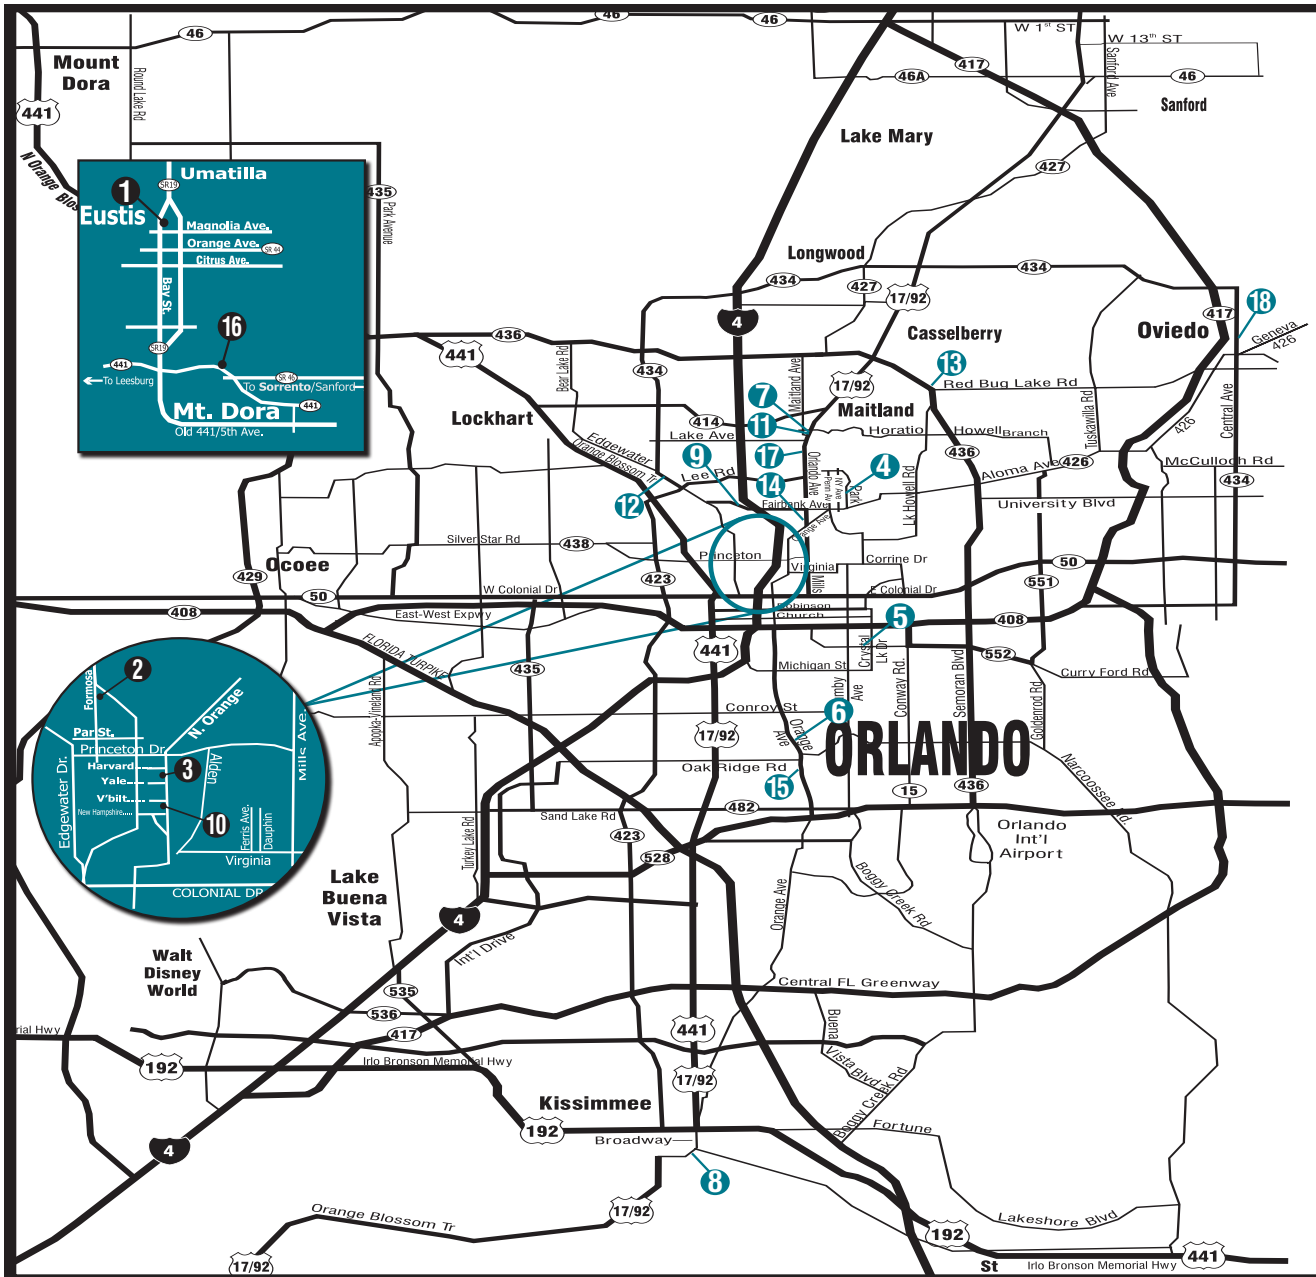 46
46
46
W 1st ST
W 13th ST
Mount
Dora
Round Lake Rd
417
46A
46
Sanford Ave
441
Sanford
Lake Mary
N Orange Blos
427
435
Park Avenue
Umatilla
SR19
1
Eustis
Magnolia Ave.
Orange Ave.
SR 44
Citrus Ave.
Bay St.
16
SR19
441
To Leesburg
SR 46
To Sorrento/Sanford
441
Mt. Dora
Old 441/5th Ave.
Longwood
434
434
427
17/92
4
417
18
Casselberry
Oviedo
Geneva
426
436
441
Bear Lake Rd
434
Maitland Ave
17/92
13
Red Bug Lake Rd
7
Maitland
Lockhart
414
11
Horatio
Howell Branch
Tuskawilla Rd
426
Central Ave
Lake Ave
Edgewater
Orange Blossom Tr
9
17
Orlando Ave
4
436
Aloma Ave
426
McCulloch Rd
Lee Rd
14
NY Ave
Penn Ave
Park
Lk Howell Rd
434
12
Fairbank Ave
University Blvd
Orange Ave
Silver Star Rd
438
Princeton
Corrine Dr
Ocoee
Virginia
50
429
423
Mills
551
W Colonial Dr
E Colonial Dr
50
408
East-West Expwy
Robinson
Church
408
5
FLORIDA TURPIKE
441
Crystal
Lk Dr
552
435
Michigan St
Curry Ford Rd
Apopka-Vineland Rd
Conway Rd.
Semoran Blvd
Goldenrod Rd
2
Formosa
N. Orange
Mills Ave.
Par St.
Princeton Dr.
Edgewater Dr.
Harvard
3
Alden
Yale
V'bilt
New Hampshire
10
Ferris Ave.
Dauphin
Virginia
COLONIAL DR
Conroy St
Ave
6
17/92
Orange
Ave
ORLANDO
Oak Ridge Rd
15
15
436
Narcoossee Rd.
482
Sand Lake Rd
Orlando
Int'l
Airport
423
Turkey Lake Rd
528
Lake
Buena
Vista
Boggy Creek Rd
4
Orange Ave
Int'l Drive
Walt
Disney
World
Central FL Greenway
535
536
417
441
Buena
Vista Blvd
rial Hwy
192
Irlo Bronson Memorial Hwy
17/92
Kissimmee
Boggy Creek Rd
192
Broadway
Fortune
4
8
17/92
Orange Blossom Tr
Lakeshore Blvd
192
441
17/92
St
Irlo Bronson Memorial Hwy